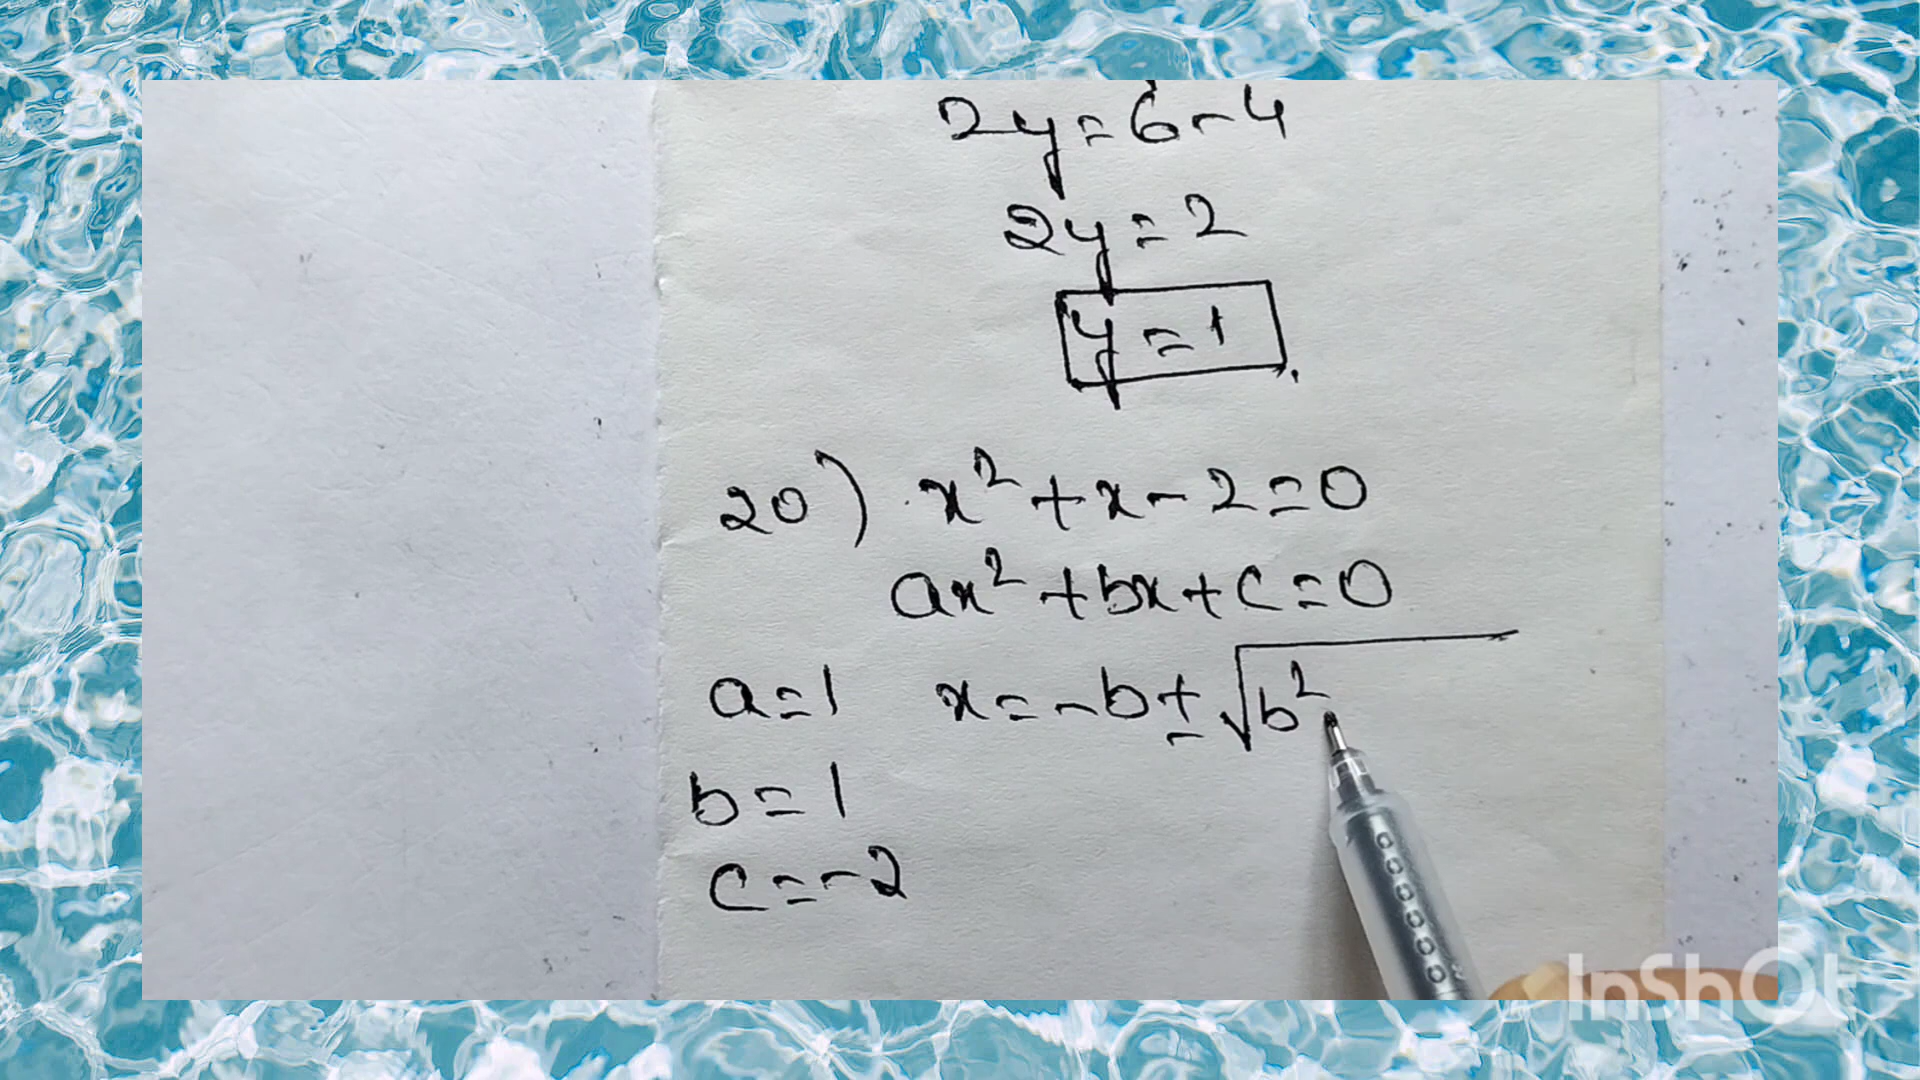 2y=6-4
2y=2
y=1
20) x²+x-2=0
ax²+bx+c=0
a=1 x=-b±√b²
b=1
c=-2
InShOt